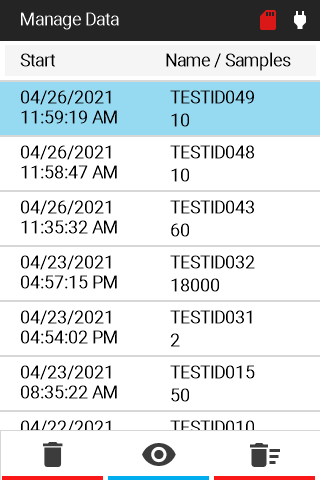 Manage Data
Start Name / Samples
04/26/2021 TESTID049
11:59:19 AM 10
04/26/2021 TESTID048
11:58:47 AM 10
04/26/2021 TESTID043
11:35:32 AM 60
04/23/2021 TESTID032
04:57:15 PM 18000
04/23/2021 TESTID031
04:54:02 PM 2
04/23/2021 TESTID015
08:35:22 AM 50
04/22/2021 TESTID010